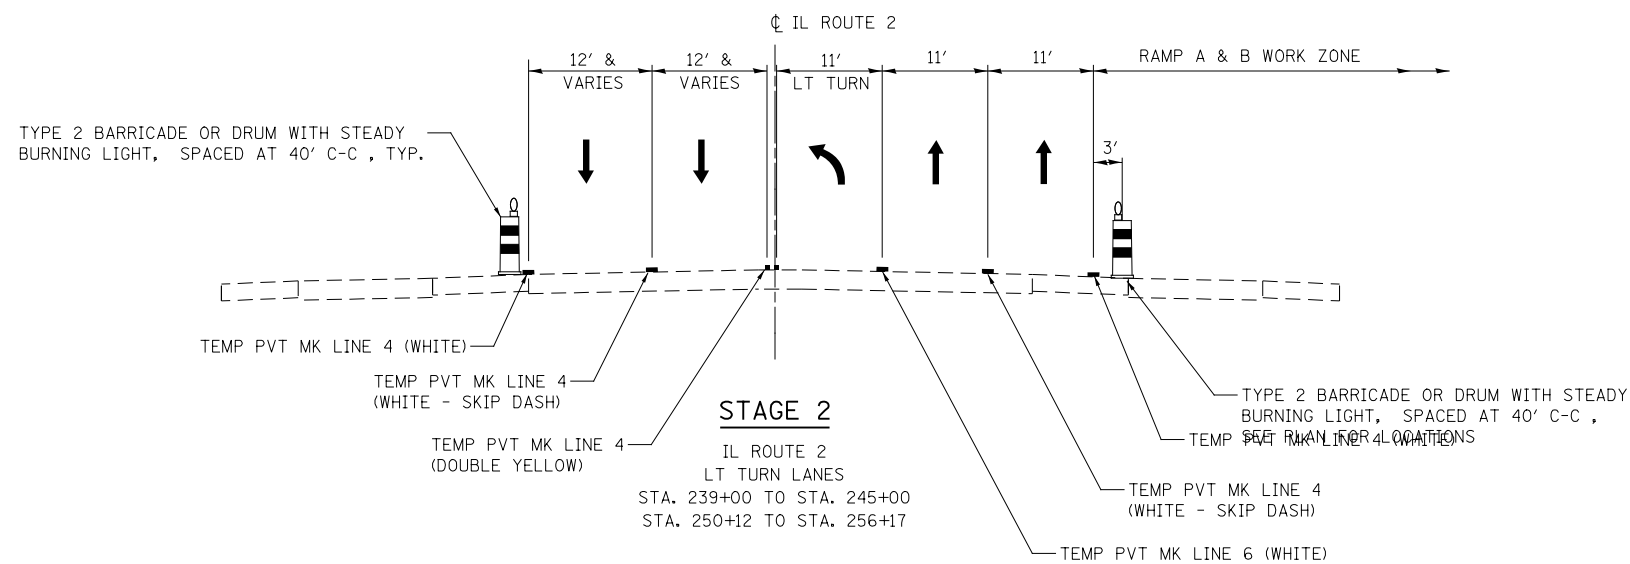 ℄ IL ROUTE 2
12' &
VARIES
12' &
VARIES
11'
LT TURN
11'
11'
RAMP A & B WORK ZONE
TYPE 2 BARRICADE OR DRUM WITH STEADY
BURNING LIGHT, SPACED AT 40' C-C , TYP.
3'
TEMP PVT MK LINE 4 (WHITE)
TEMP PVT MK LINE 4
(WHITE - SKIP DASH)
TEMP PVT MK LINE 4
(DOUBLE YELLOW)
STAGE 2
IL ROUTE 2
LT TURN LANES
STA. 239+00 TO STA. 245+00
STA. 250+12 TO STA. 256+17
TYPE 2 BARRICADE OR DRUM WITH STEADY
BURNING LIGHT, SPACED AT 40' C-C ,
SEE PLAN FOR LOCATIONS
TEMP PVT MK LINE 4 (WHITE)
TEMP PVT MK LINE 4
(WHITE - SKIP DASH)
TEMP PVT MK LINE 6 (WHITE)